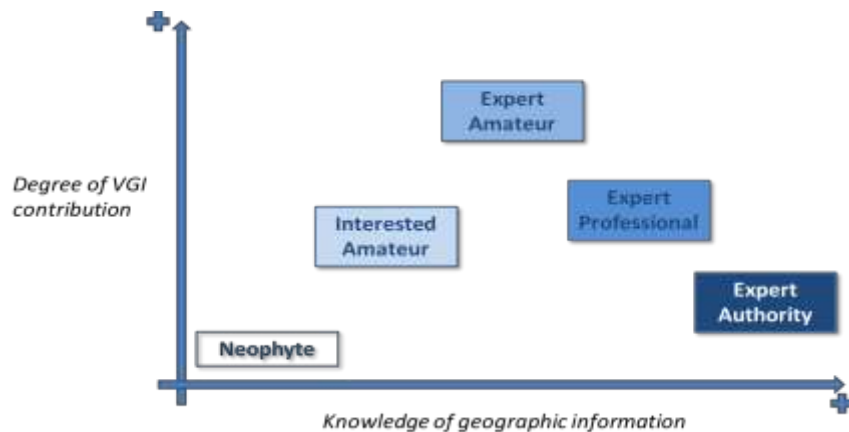 Expert
Amateur
Degree of VGI
contribution
Expert
Professional
Interested
Amateur
Expert
Authority
Neophyte
Knowledge of geographic information